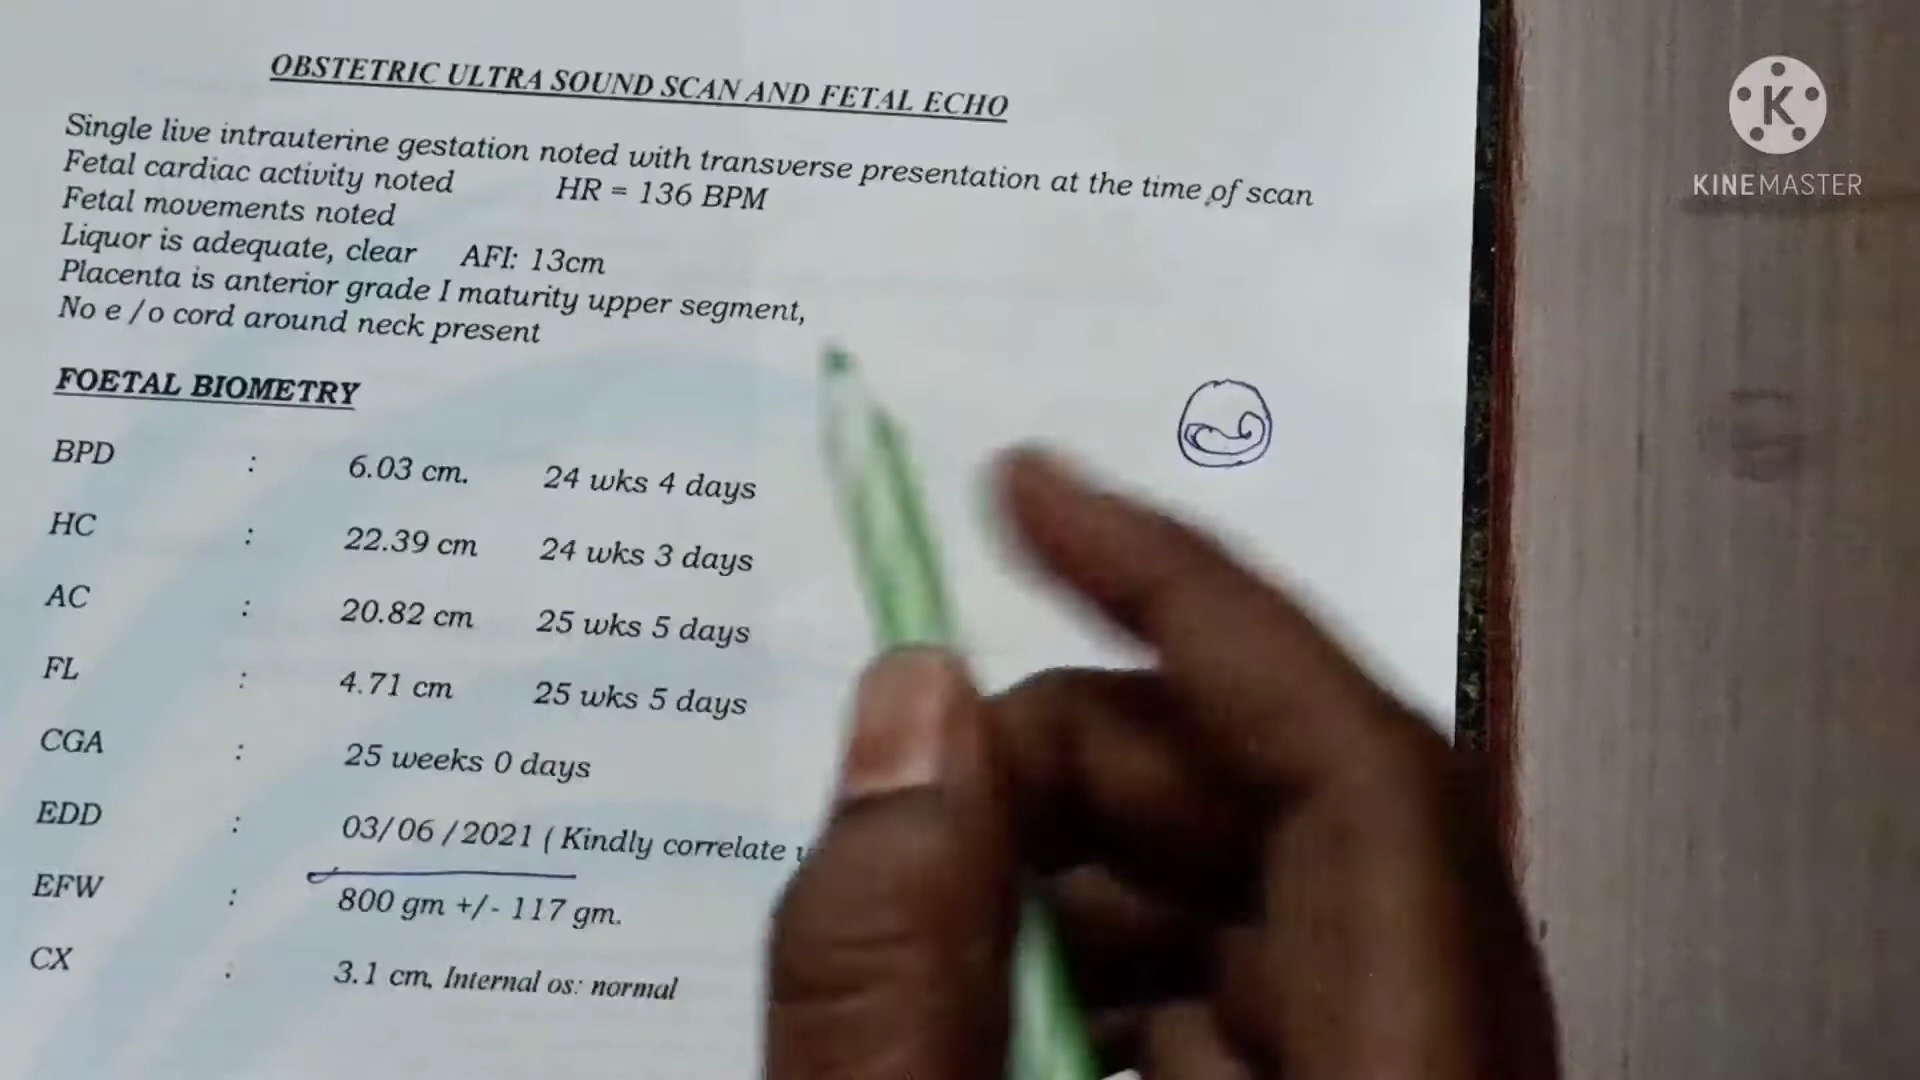 OBSTETRIC ULTRA SOUND SCAN AND FETAL ECHO
Single live intrauterine gestation noted with transverse presentation at the time of scan
Fetal cardiac activity noted HR = 136 BPM
Fetal movements noted
Liquor is adequate, clear AFI: 13cm
Placenta is anterior grade I maturity upper segment,
No e/o cord around neck present
FOETAL BIOMETRY
BPD : 6.03 cm. 24 wks 4 days
HC : 22.39 cm 24 wks 3 days
AC : 20.82 cm 25 wks 5 days
FL : 4.71 cm 25 wks 5 days
CGA : 25 weeks 0 days
EDD : 03/06/2021 (Kindly correlate
EFW : 800 gm +/- 117 gm.
CX : 3.1 cm, Internal os: normal
K
KINEMASTER